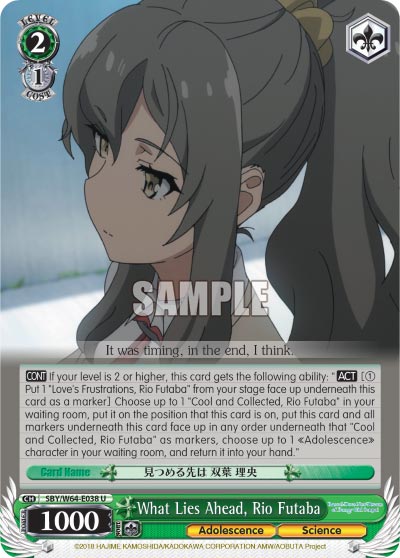 LEVEL
2
1
COST
SAMPLE
It was timing, in the end, I think.
CONT If your level is 2 or higher, this card gets the following ability: " ACT [①
Put 1 "Love's Frustrations, Rio Futaba" from your stage face up underneath this
card as a marker] Choose up to 1 "Cool and Collected, Rio Futaba" in your
waiting room, put it on the position that this card is on, put this card and all
markers underneath this card face up in any order underneath that "Cool
and Collected, Rio Futaba" as markers, choose up to 1 «Adolescence»
character in your waiting room, and return it into your hand."
Card Name
見つめる先は 双葉 理央
CH SBY/W64-E038 U
What Lies Ahead, Rio Futaba
POWER
1000
Adolescence
Science
©2018 HAJIME KAMOSHIDA/KADOKAWA CORPORATION AMW/AOBUTA Project